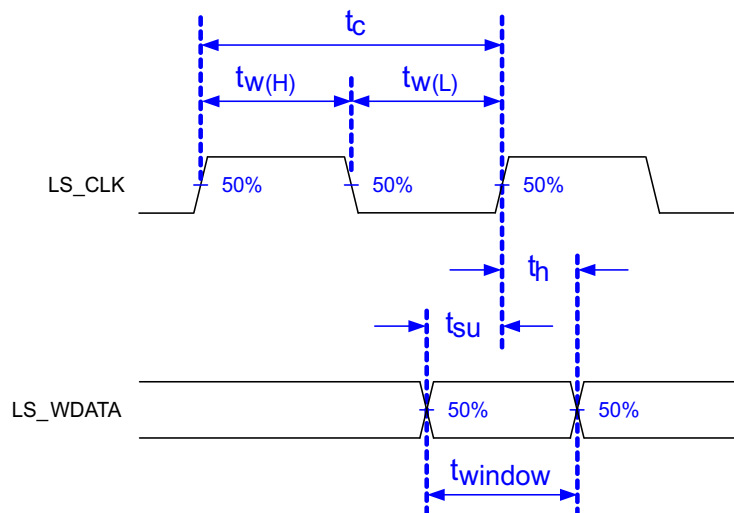 tc
tw(H) tw(L)
LS_CLK 50% 50% 50%
th
tsu
LS_WDATA 50% 50%
twindow